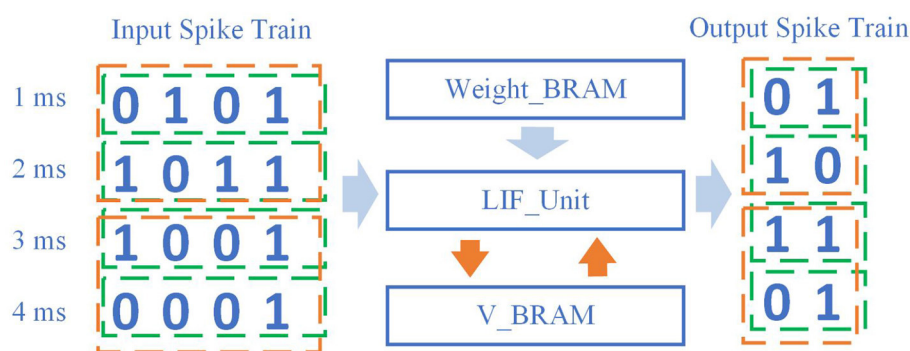 Input Spike Train
Output Spike Train
1 ms 0 1 0 1
Weight_BRAM
0 1
2 ms 1 0 1 1
LIF_Unit
1 0
3 ms 1 0 0 1
1 1
4 ms 0 0 0 1
V_BRAM
0 1